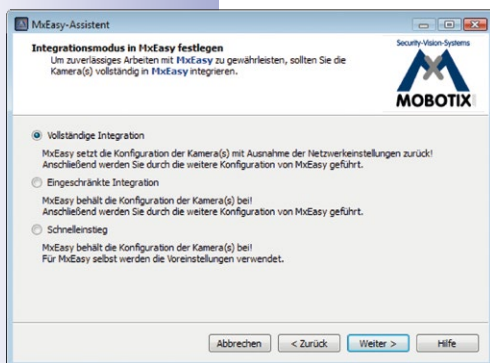 MxEasy-Assistent
Integrationsmodus in MxEasy festlegen
Um zuverlässiges Arbeiten mit MxEasy zu gewährleisten, sollten Sie die
Kamera(s) vollständig in MxEasy integrieren.
Security-Vision-Systems
MOBOTIX
Vollständige Integration
MxEasy setzt die Konfiguration der Kamera(s) mit Ausnahme der Netzwerkeinstellungen zurück!
Anschließend werden Sie durch die weitere Konfiguration von MxEasy geführt.
Eingeschränkte Integration
MxEasy behält die Konfiguration der Kamera(s) bei!
Anschließend werden Sie durch die weitere Konfiguration von MxEasy geführt.
Schnelleinstieg
MxEasy behält die Konfiguration der Kamera(s) bei!
Für MxEasy selbst werden die Voreinstellungen verwendet.
Abbrechen < Zurück Weiter > Hilfe